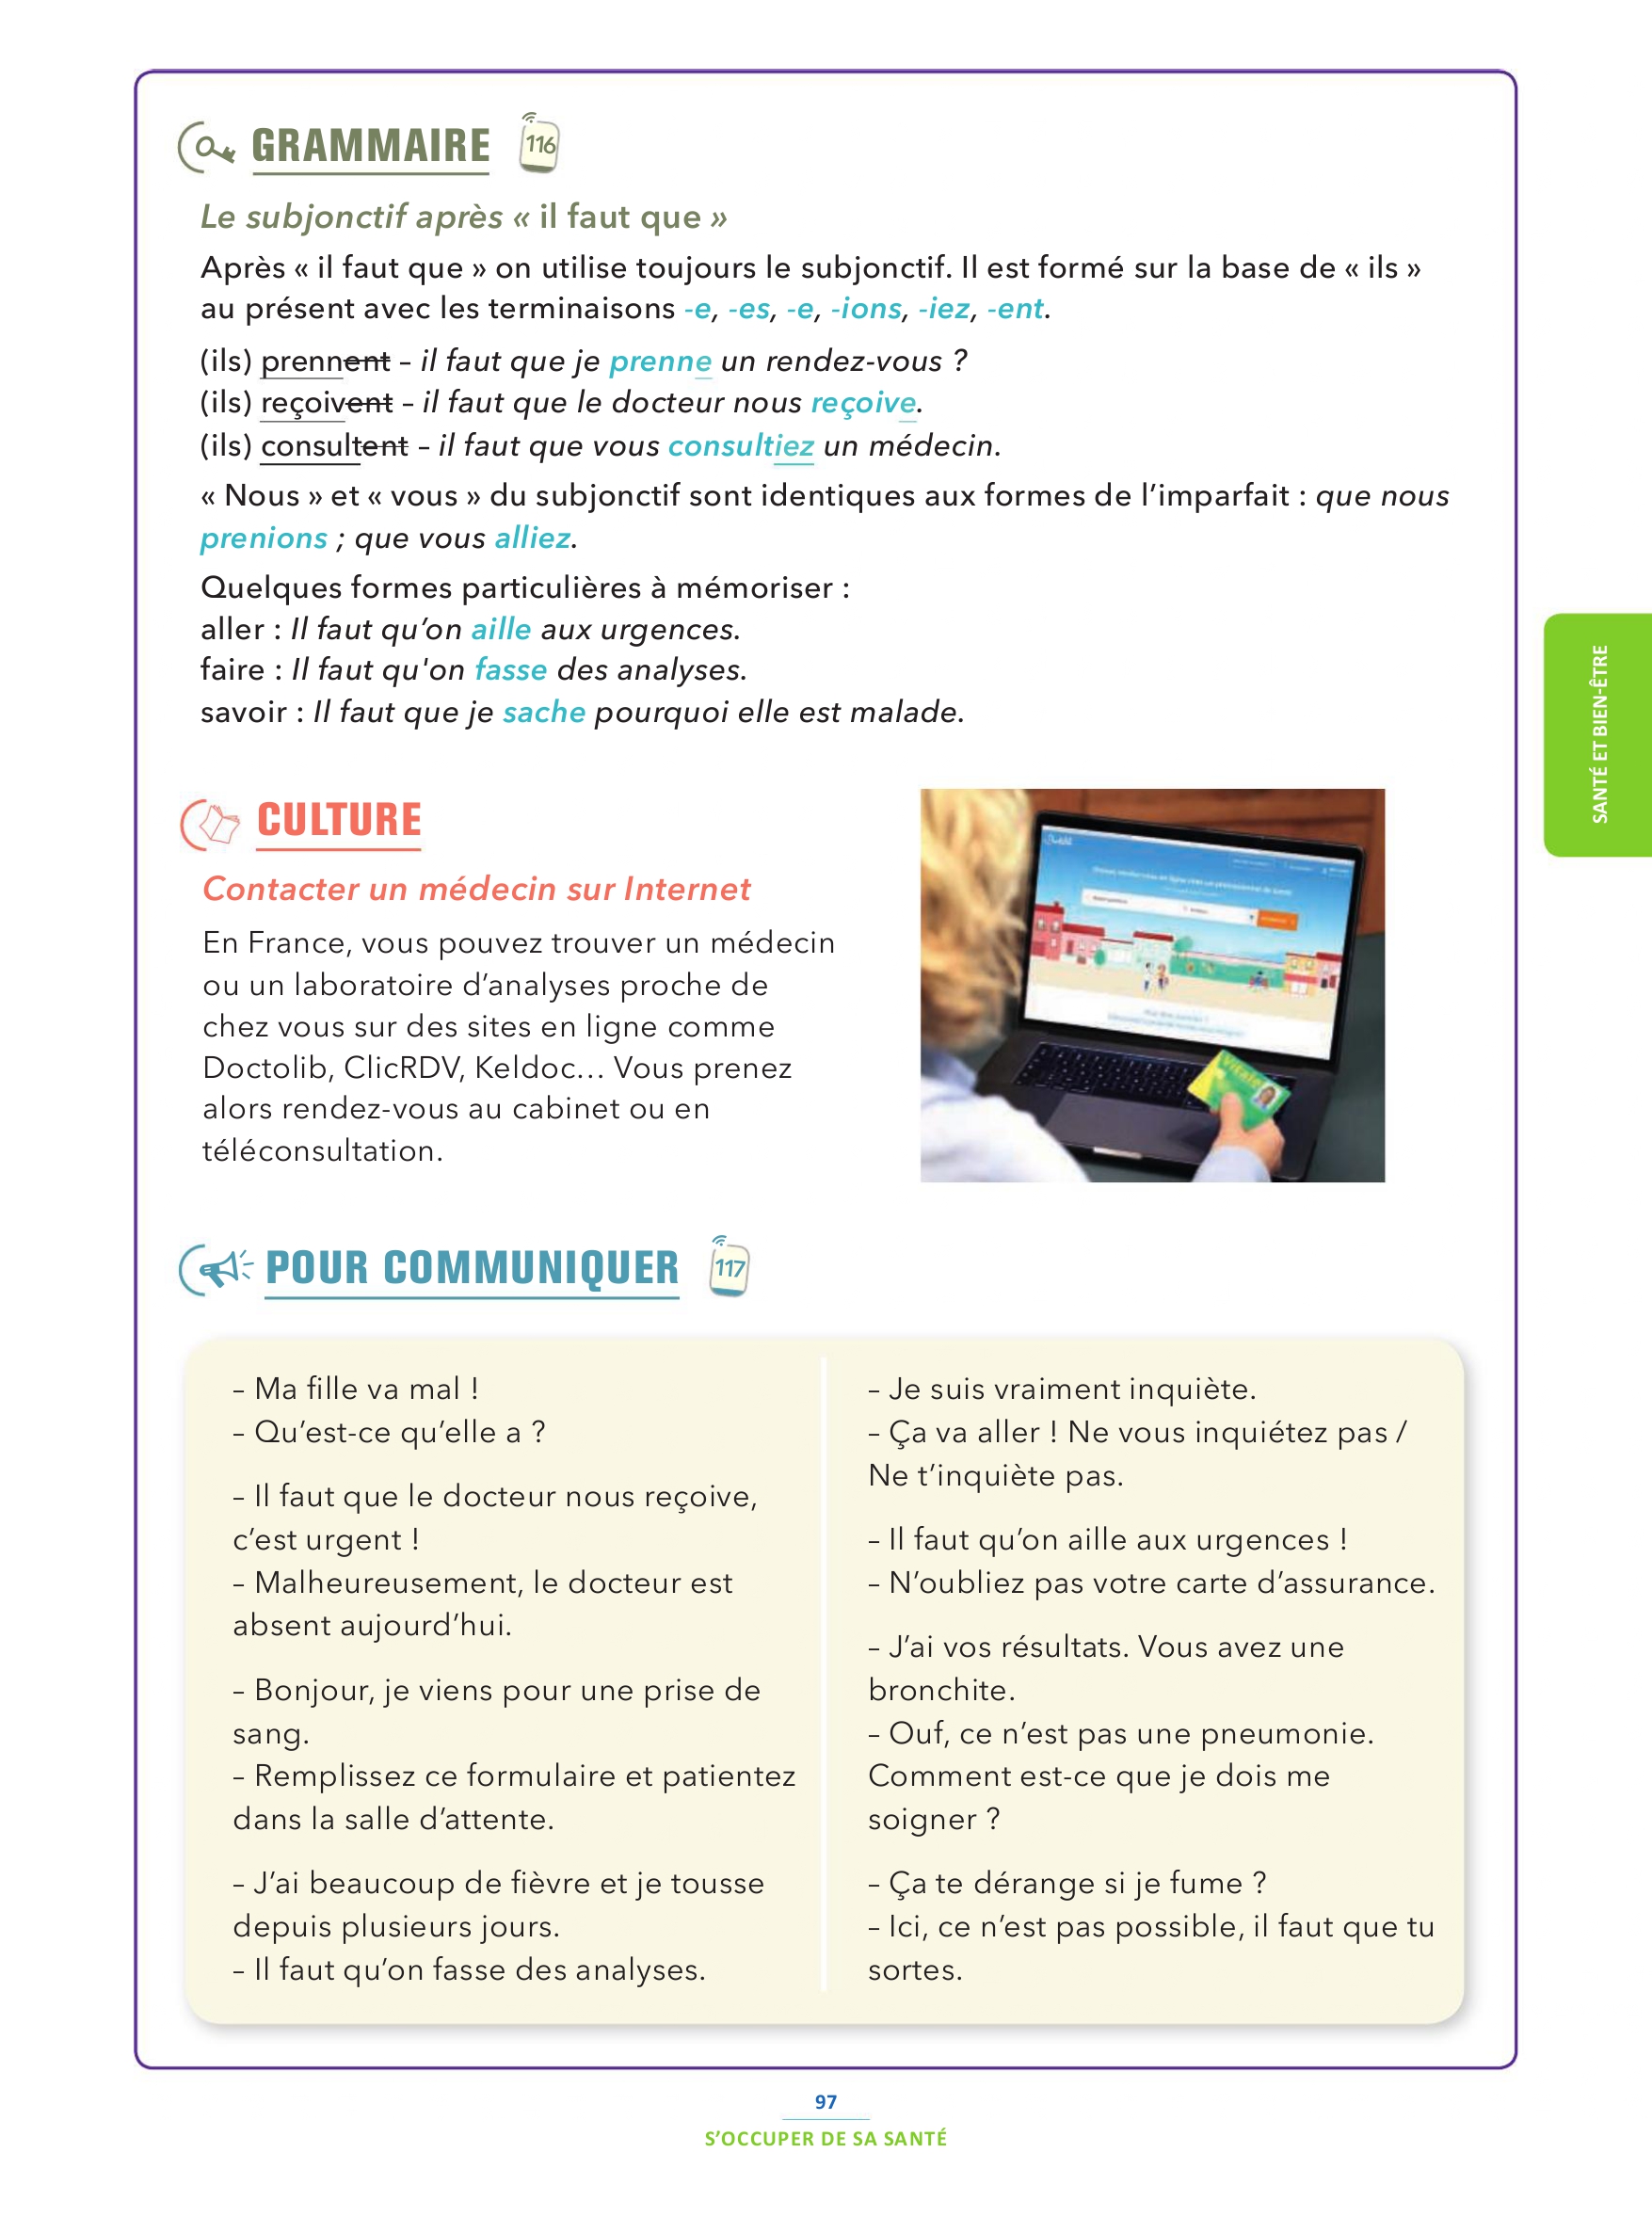 GRAMMAIRE 116
Le subjonctif après « il faut que »
Après « il faut que » on utilise toujours le subjonctif. Il est formé sur la base de « ils »
au présent avec les terminaisons -e, -es, -e, -ions, -iez, -ent.
(ils) prennent – il faut que je prenne un rendez-vous ?
(ils) reçoivent – il faut que le docteur nous reçoive.
(ils) consultent – il faut que vous consultiez un médecin.
« Nous » et « vous » du subjonctif sont identiques aux formes de l'imparfait : que nous
prenions ; que vous alliez.
Quelques formes particulières à mémoriser :
aller : Il faut qu'on aille aux urgences.
faire : Il faut qu'on fasse des analyses.
savoir : Il faut que je sache pourquoi elle est malade.
SANTÉ ET BIEN-ÊTRE
CULTURE
Contacter un médecin sur Internet
En France, vous pouvez trouver un médecin
ou un laboratoire d'analyses proche de
chez vous sur des sites en ligne comme
Doctolib, ClicRDV, Keldoc... Vous prenez
alors rendez-vous au cabinet ou en
téléconsultation.
Vitale
POUR COMMUNIQUER 117
– Ma fille va mal !
– Qu'est-ce qu'elle a ?
– Il faut que le docteur nous reçoive,
c'est urgent !
– Malheureusement, le docteur est
absent aujourd'hui.
– Bonjour, je viens pour une prise de
sang.
– Remplissez ce formulaire et patientez
dans la salle d'attente.
– J'ai beaucoup de fièvre et je tousse
depuis plusieurs jours.
– Il faut qu'on fasse des analyses.
– Je suis vraiment inquiète.
– Ça va aller ! Ne vous inquiétez pas /
Ne t'inquiète pas.
– Il faut qu'on aille aux urgences !
– N'oubliez pas votre carte d'assurance.
– J'ai vos résultats. Vous avez une
bronchite.
– Ouf, ce n'est pas une pneumonie.
Comment est-ce que je dois me
soigner ?
– Ça te dérange si je fume ?
– Ici, ce n'est pas possible, il faut que tu
sortes.
97
S'OCCUPER DE SA SANTÉ